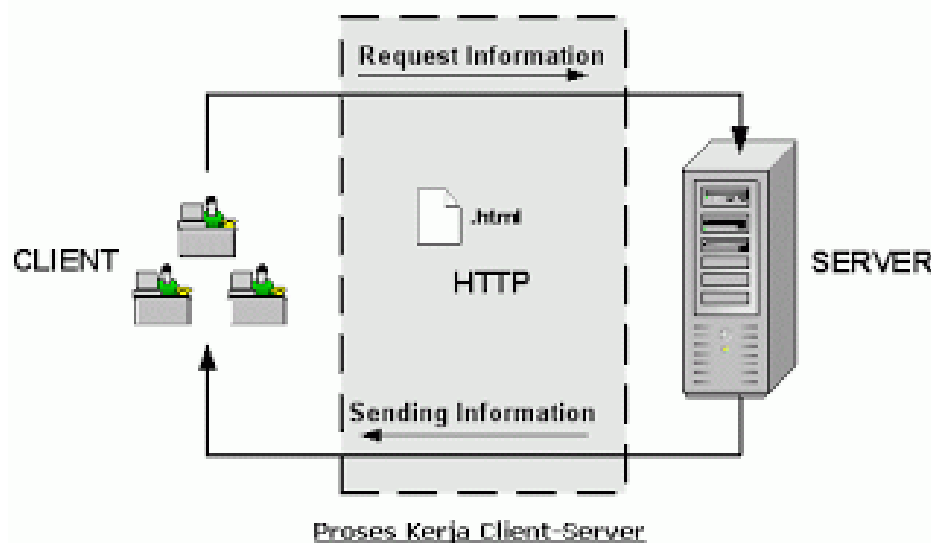 Request Information
.html
CLIENT
HTTP
SERVER
Sending Information
Proses Kerja Client-Server